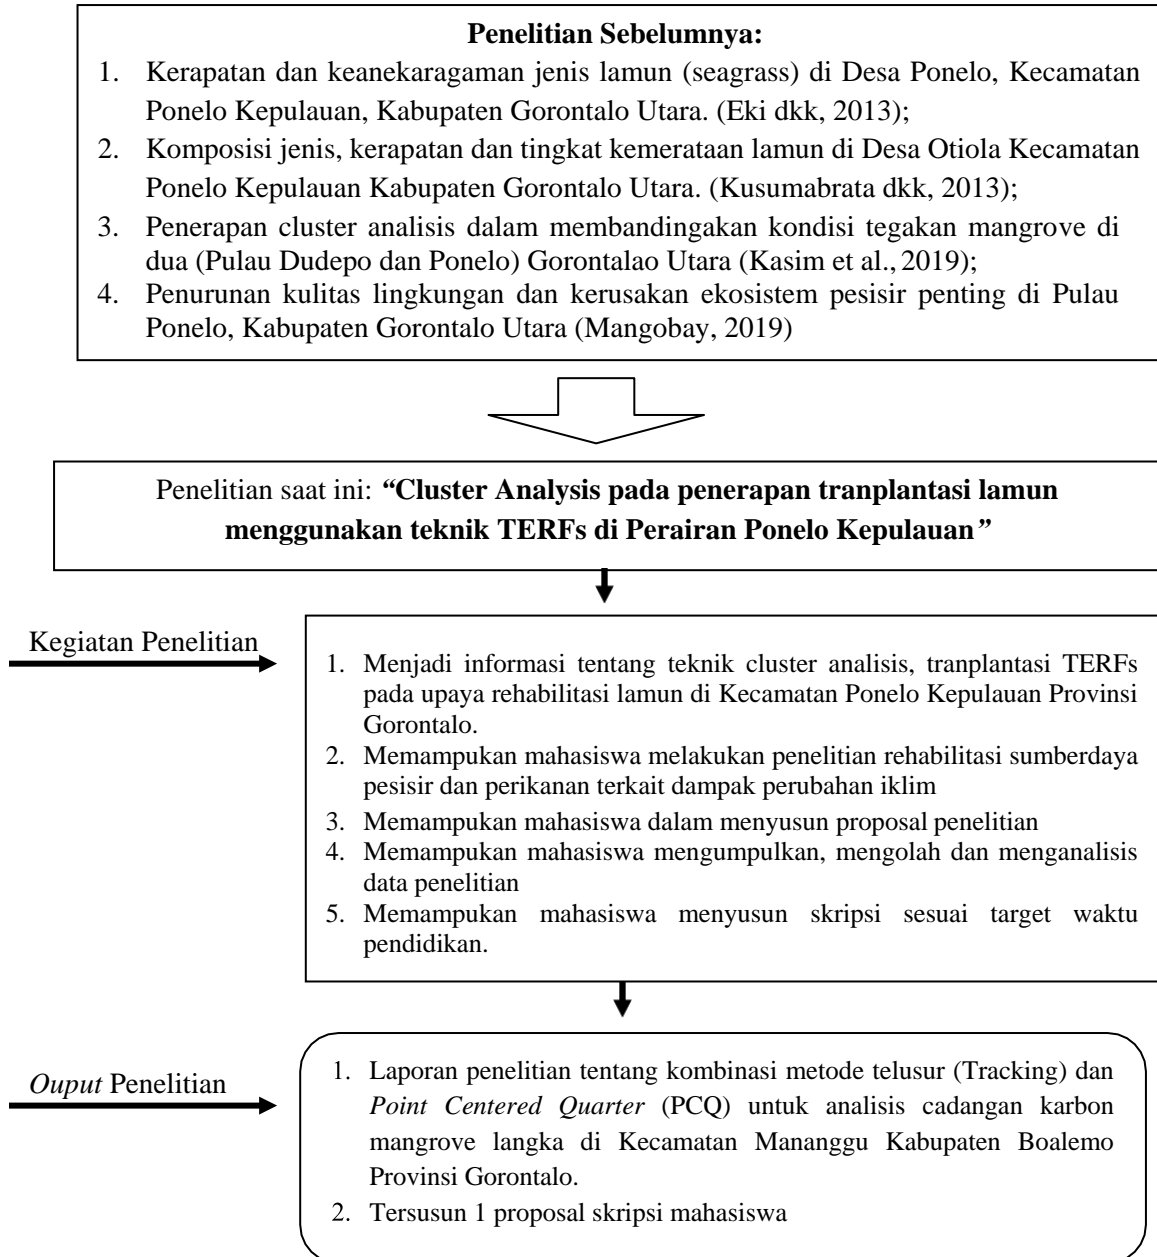 Penelitian Sebelumnya:
1. Kerapatan dan keanekaragaman jenis lamun (seagrass) di Desa Ponelo, Kecamatan
Ponelo Kepulauan, Kabupaten Gorontalo Utara. (Eki dkk, 2013);
2. Komposisi jenis, kerapatan dan tingkat kemerataan lamun di Desa Otiola Kecamatan
Ponelo Kepulauan Kabupaten Gorontalo Utara. (Kusumabrata dkk, 2013);
3. Penerapan cluster analisis dalam membandingakan kondisi tegakan mangrove di
dua (Pulau Dudepo dan Ponelo) Gorontalao Utara (Kasim et al., 2019);
4. Penurunan kulitas lingkungan dan kerusakan ekosistem pesisir penting di Pulau
Ponelo, Kabupaten Gorontalo Utara (Mangobay, 2019)
Penelitian saat ini: “Cluster Analysis pada penerapan tranplantasi lamun
menggunakan teknik TERFs di Perairan Ponelo Kepulauan”
Kegiatan Penelitian
1. Menjadi informasi tentang teknik cluster analisis, tranplantasi TERFs
pada upaya rehabilitasi lamun di Kecamatan Ponelo Kepulauan Provinsi
Gorontalo.
2. Memampukan mahasiswa melakukan penelitian rehabilitasi sumberdaya
pesisir dan perikanan terkait dampak perubahan iklim
3. Memampukan mahasiswa dalam menyusun proposal penelitian
4. Memampukan mahasiswa mengumpulkan, mengolah dan menganalisis
data penelitian
5. Memampukan mahasiswa menyusun skripsi sesuai target waktu
pendidikan.
Ouput Penelitian
1. Laporan penelitian tentang kombinasi metode telusur (Tracking) dan
Point Centered Quarter (PCQ) untuk analisis cadangan karbon
mangrove langka di Kecamatan Mananggu Kabupaten Boalemo
Provinsi Gorontalo.
2. Tersusun 1 proposal skripsi mahasiswa